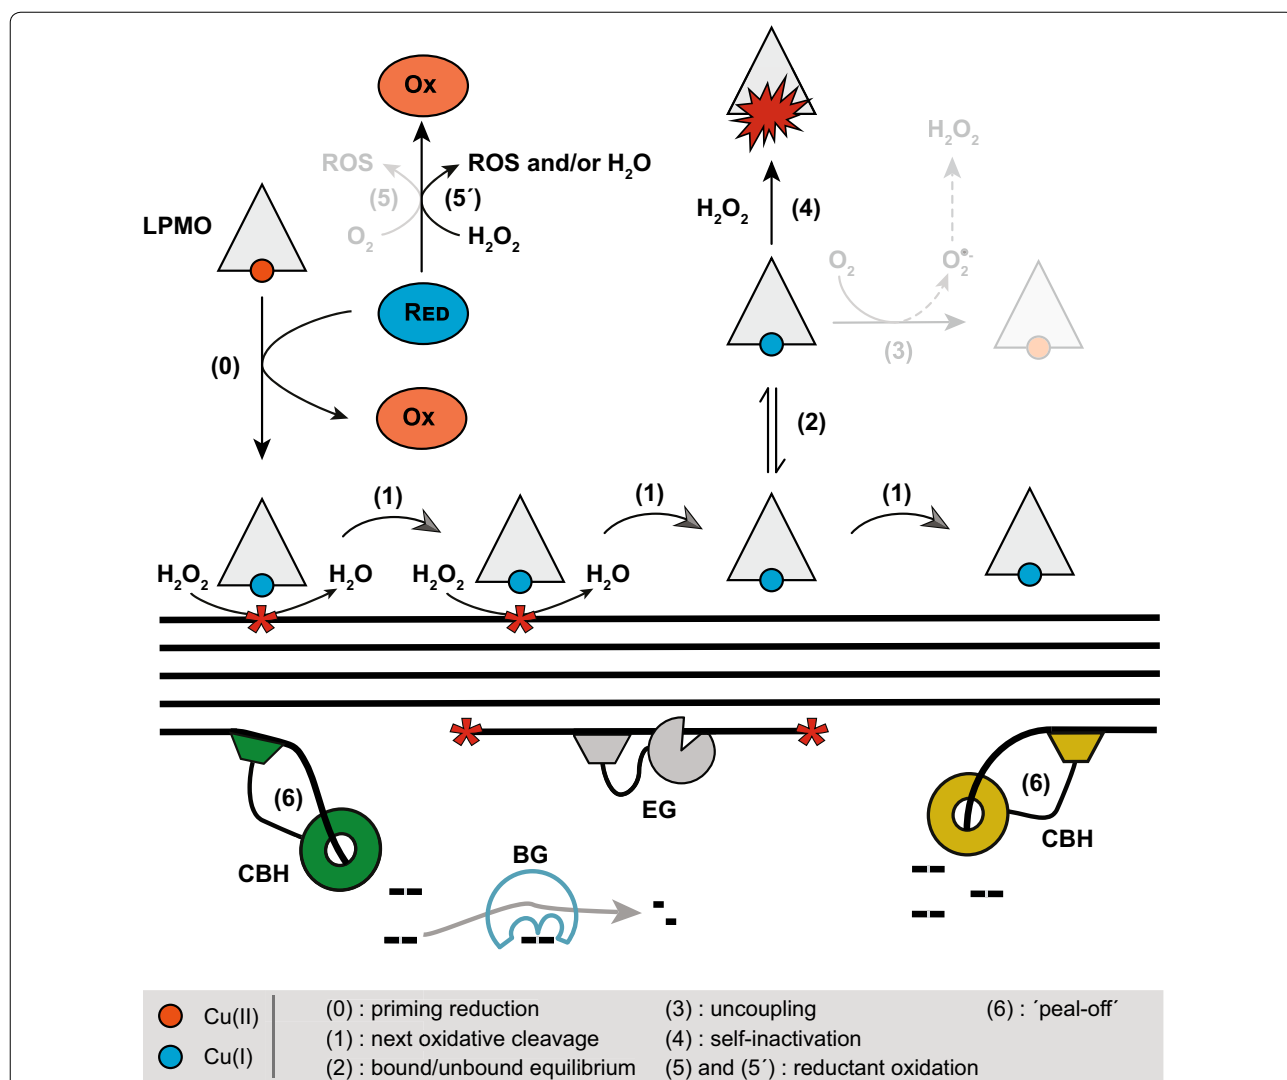 Ox
ROS
ROS and/or H2O
(5)
(5´)
O2
H2O2
LPMO
RED
(0)
Ox
H2O2
H2O2
(4)
O2
O2•-
(3)
(2)
(1)
(1)
(1)
H2O2
H2O
H2O2
H2O
(6)
CBH
EG
BG
(6)
CBH
Cu(II)
Cu(I)
(0) : priming reduction
(1) : next oxidative cleavage
(2) : bound/unbound equilibrium
(3) : uncoupling
(4) : self-inactivation
(5) and (5´) : reductant oxidation
(6) : ´peal-off´